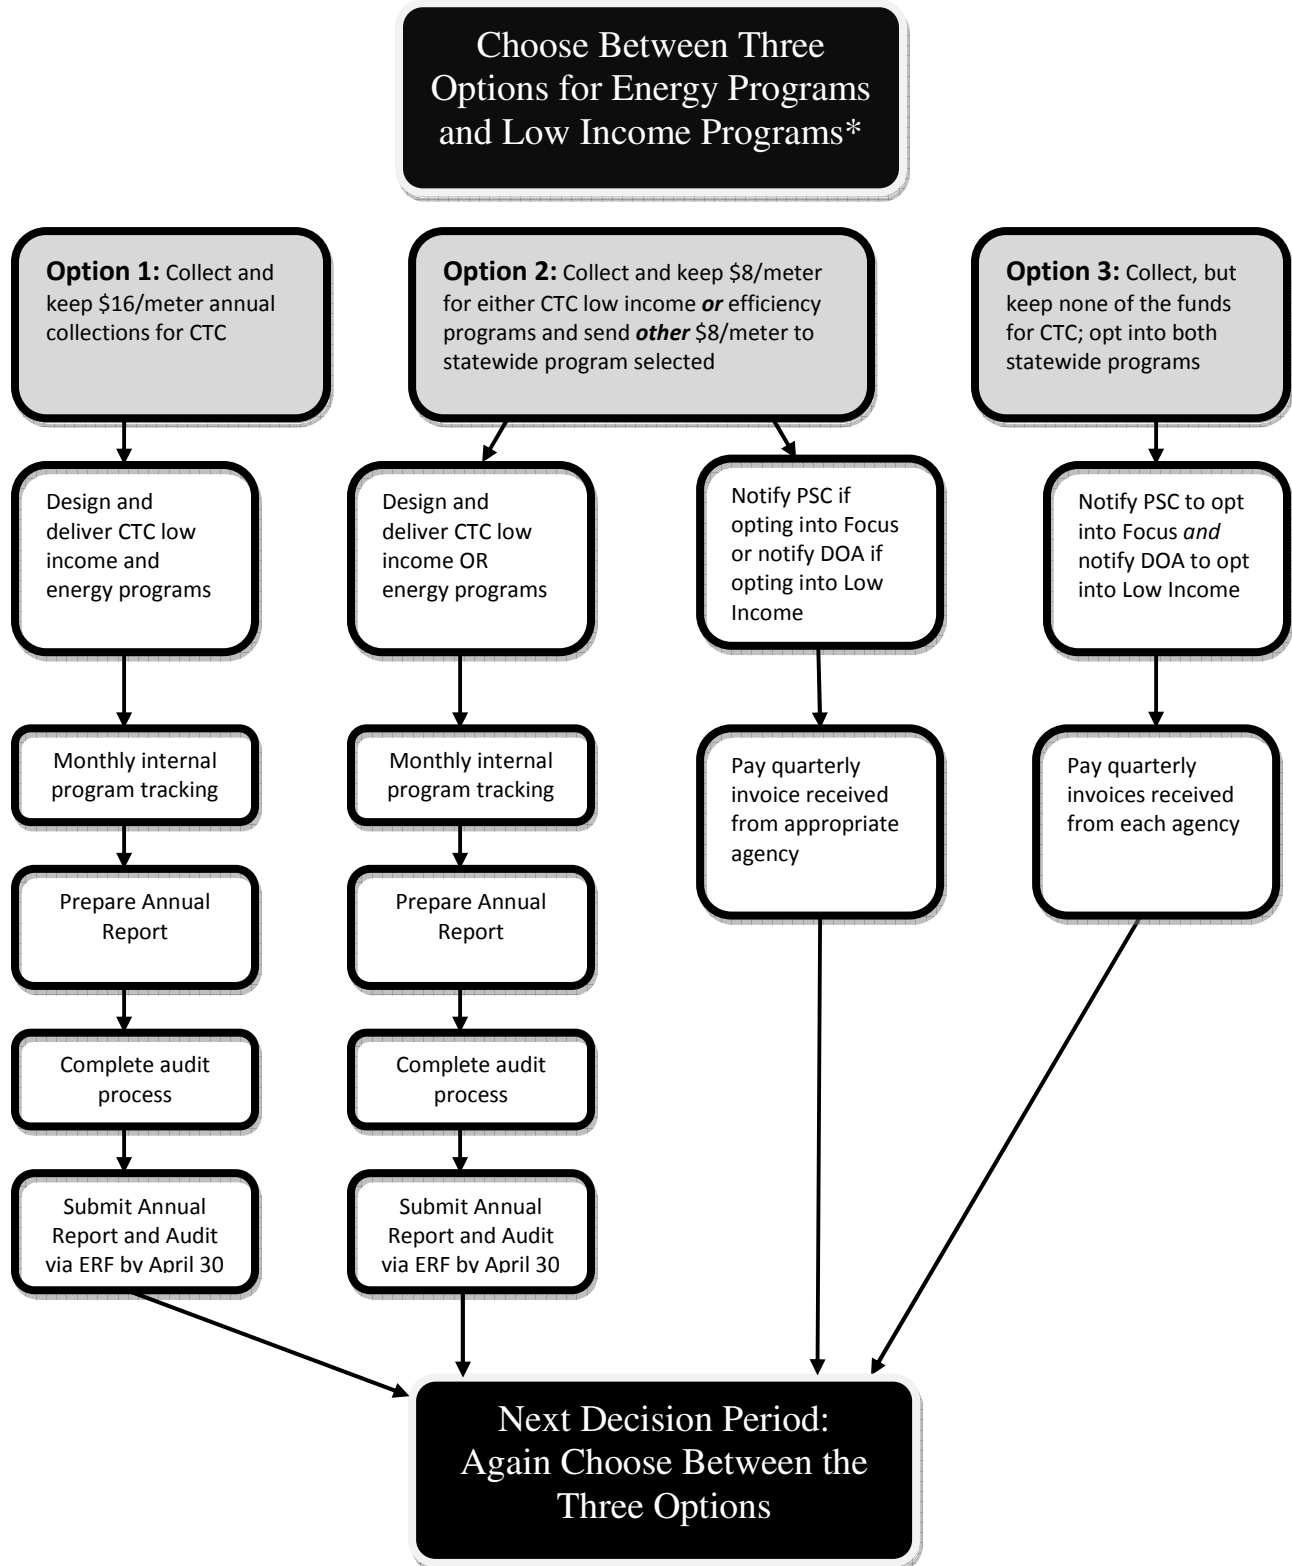 Choose Between Three
Options for Energy Programs
and Low Income Programs*
Option 1: Collect and
keep $16/meter annual
collections for CTC
Option 2: Collect and keep $8/meter
for either CTC low income or efficiency
programs and send other $8/meter to
statewide program selected
Option 3: Collect, but
keep none of the funds
for CTC; opt into both
statewide programs
Design and
deliver CTC low
income and
energy programs
Design and
deliver CTC low
income OR
energy programs
Notify PSC if
opting into Focus
or notify DOA if
opting into Low
Income
Notify PSC to opt
into Focus and
notify DOA to opt
into Low Income
Monthly internal
program tracking
Monthly internal
program tracking
Pay quarterly
invoice received
from appropriate
agency
Pay quarterly
invoices received
from each agency
Prepare Annual
Report
Prepare Annual
Report
Complete audit
process
Complete audit
process
Submit Annual
Report and Audit
via ERF by April 30
Submit Annual
Report and Audit
via ERF by April 30
Next Decision Period:
Again Choose Between the
Three Options